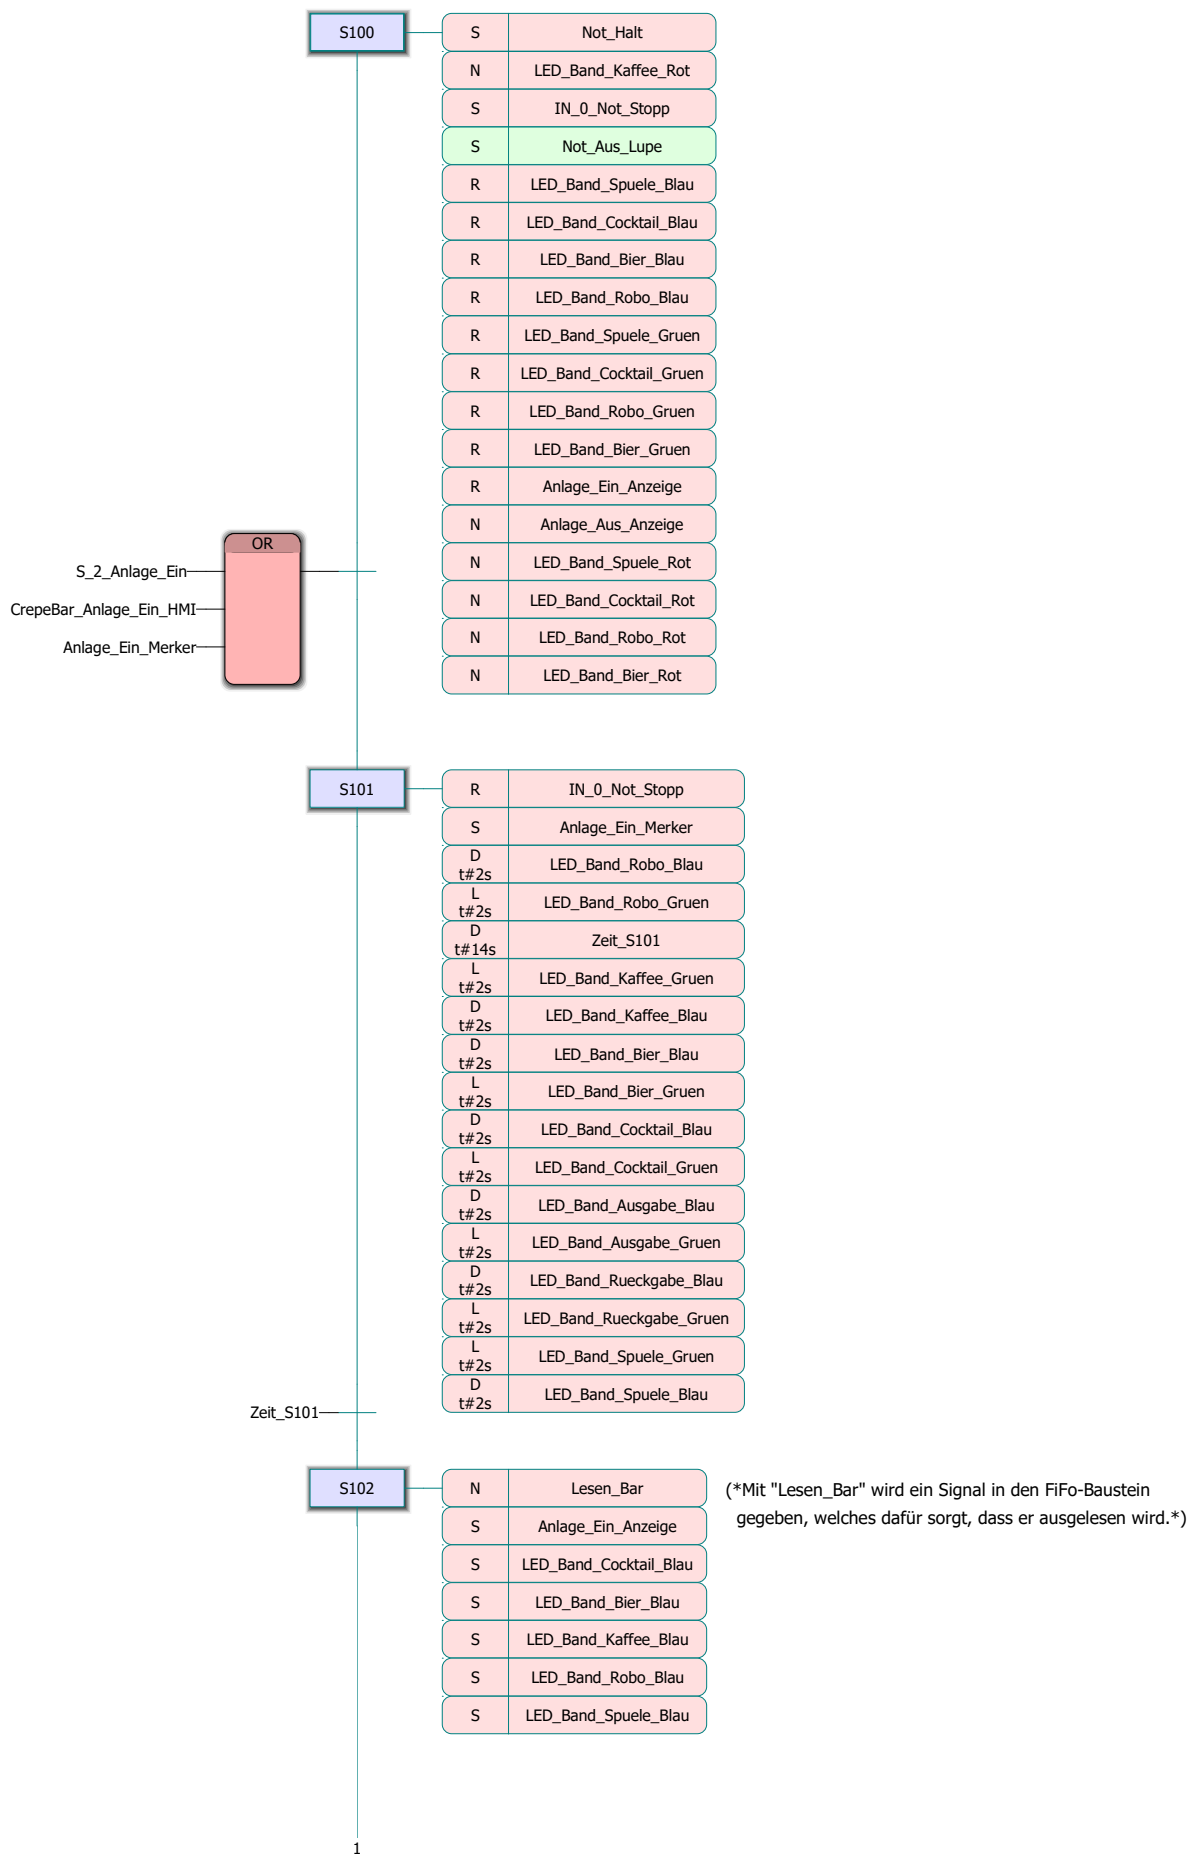 S100
S Not_Halt
N LED_Band_Kaffee_Rot
S IN_0_Not_Stopp
S Not_Aus_Lupe
R LED_Band_Spuele_Blau
R LED_Band_Cocktail_Blau
R LED_Band_Bier_Blau
R LED_Band_Robo_Blau
R LED_Band_Spuele_Gruen
R LED_Band_Cocktail_Gruen
R LED_Band_Robo_Gruen
R LED_Band_Bier_Gruen
R Anlage_Ein_Anzeige
N Anlage_Aus_Anzeige
N LED_Band_Spuele_Rot
N LED_Band_Cocktail_Rot
N LED_Band_Robo_Rot
N LED_Band_Bier_Rot
OR
S_2_Anlage_Ein
CrepeBar_Anlage_Ein_HMI
Anlage_Ein_Merker
S101
R IN_0_Not_Stopp
S Anlage_Ein_Merker
D t#2s LED_Band_Robo_Blau
L t#2s LED_Band_Robo_Gruen
D t#14s Zeit_S101
L t#2s LED_Band_Kaffee_Gruen
D t#2s LED_Band_Kaffee_Blau
D t#2s LED_Band_Bier_Blau
L t#2s LED_Band_Bier_Gruen
D t#2s LED_Band_Cocktail_Blau
L t#2s LED_Band_Cocktail_Gruen
D t#2s LED_Band_Ausgabe_Blau
L t#2s LED_Band_Ausgabe_Gruen
D t#2s LED_Band_Rueckgabe_Blau
L t#2s LED_Band_Rueckgabe_Gruen
L t#2s LED_Band_Spuele_Gruen
D t#2s LED_Band_Spuele_Blau
Zeit_S101
S102
N Lesen_Bar
(*Mit "Lesen_Bar" wird ein Signal in den FiFo-Baustein
gegeben, welches dafür sorgt, dass er ausgelesen wird.*)
S Anlage_Ein_Anzeige
S LED_Band_Cocktail_Blau
S LED_Band_Bier_Blau
S LED_Band_Kaffee_Blau
S LED_Band_Robo_Blau
S LED_Band_Spuele_Blau
1